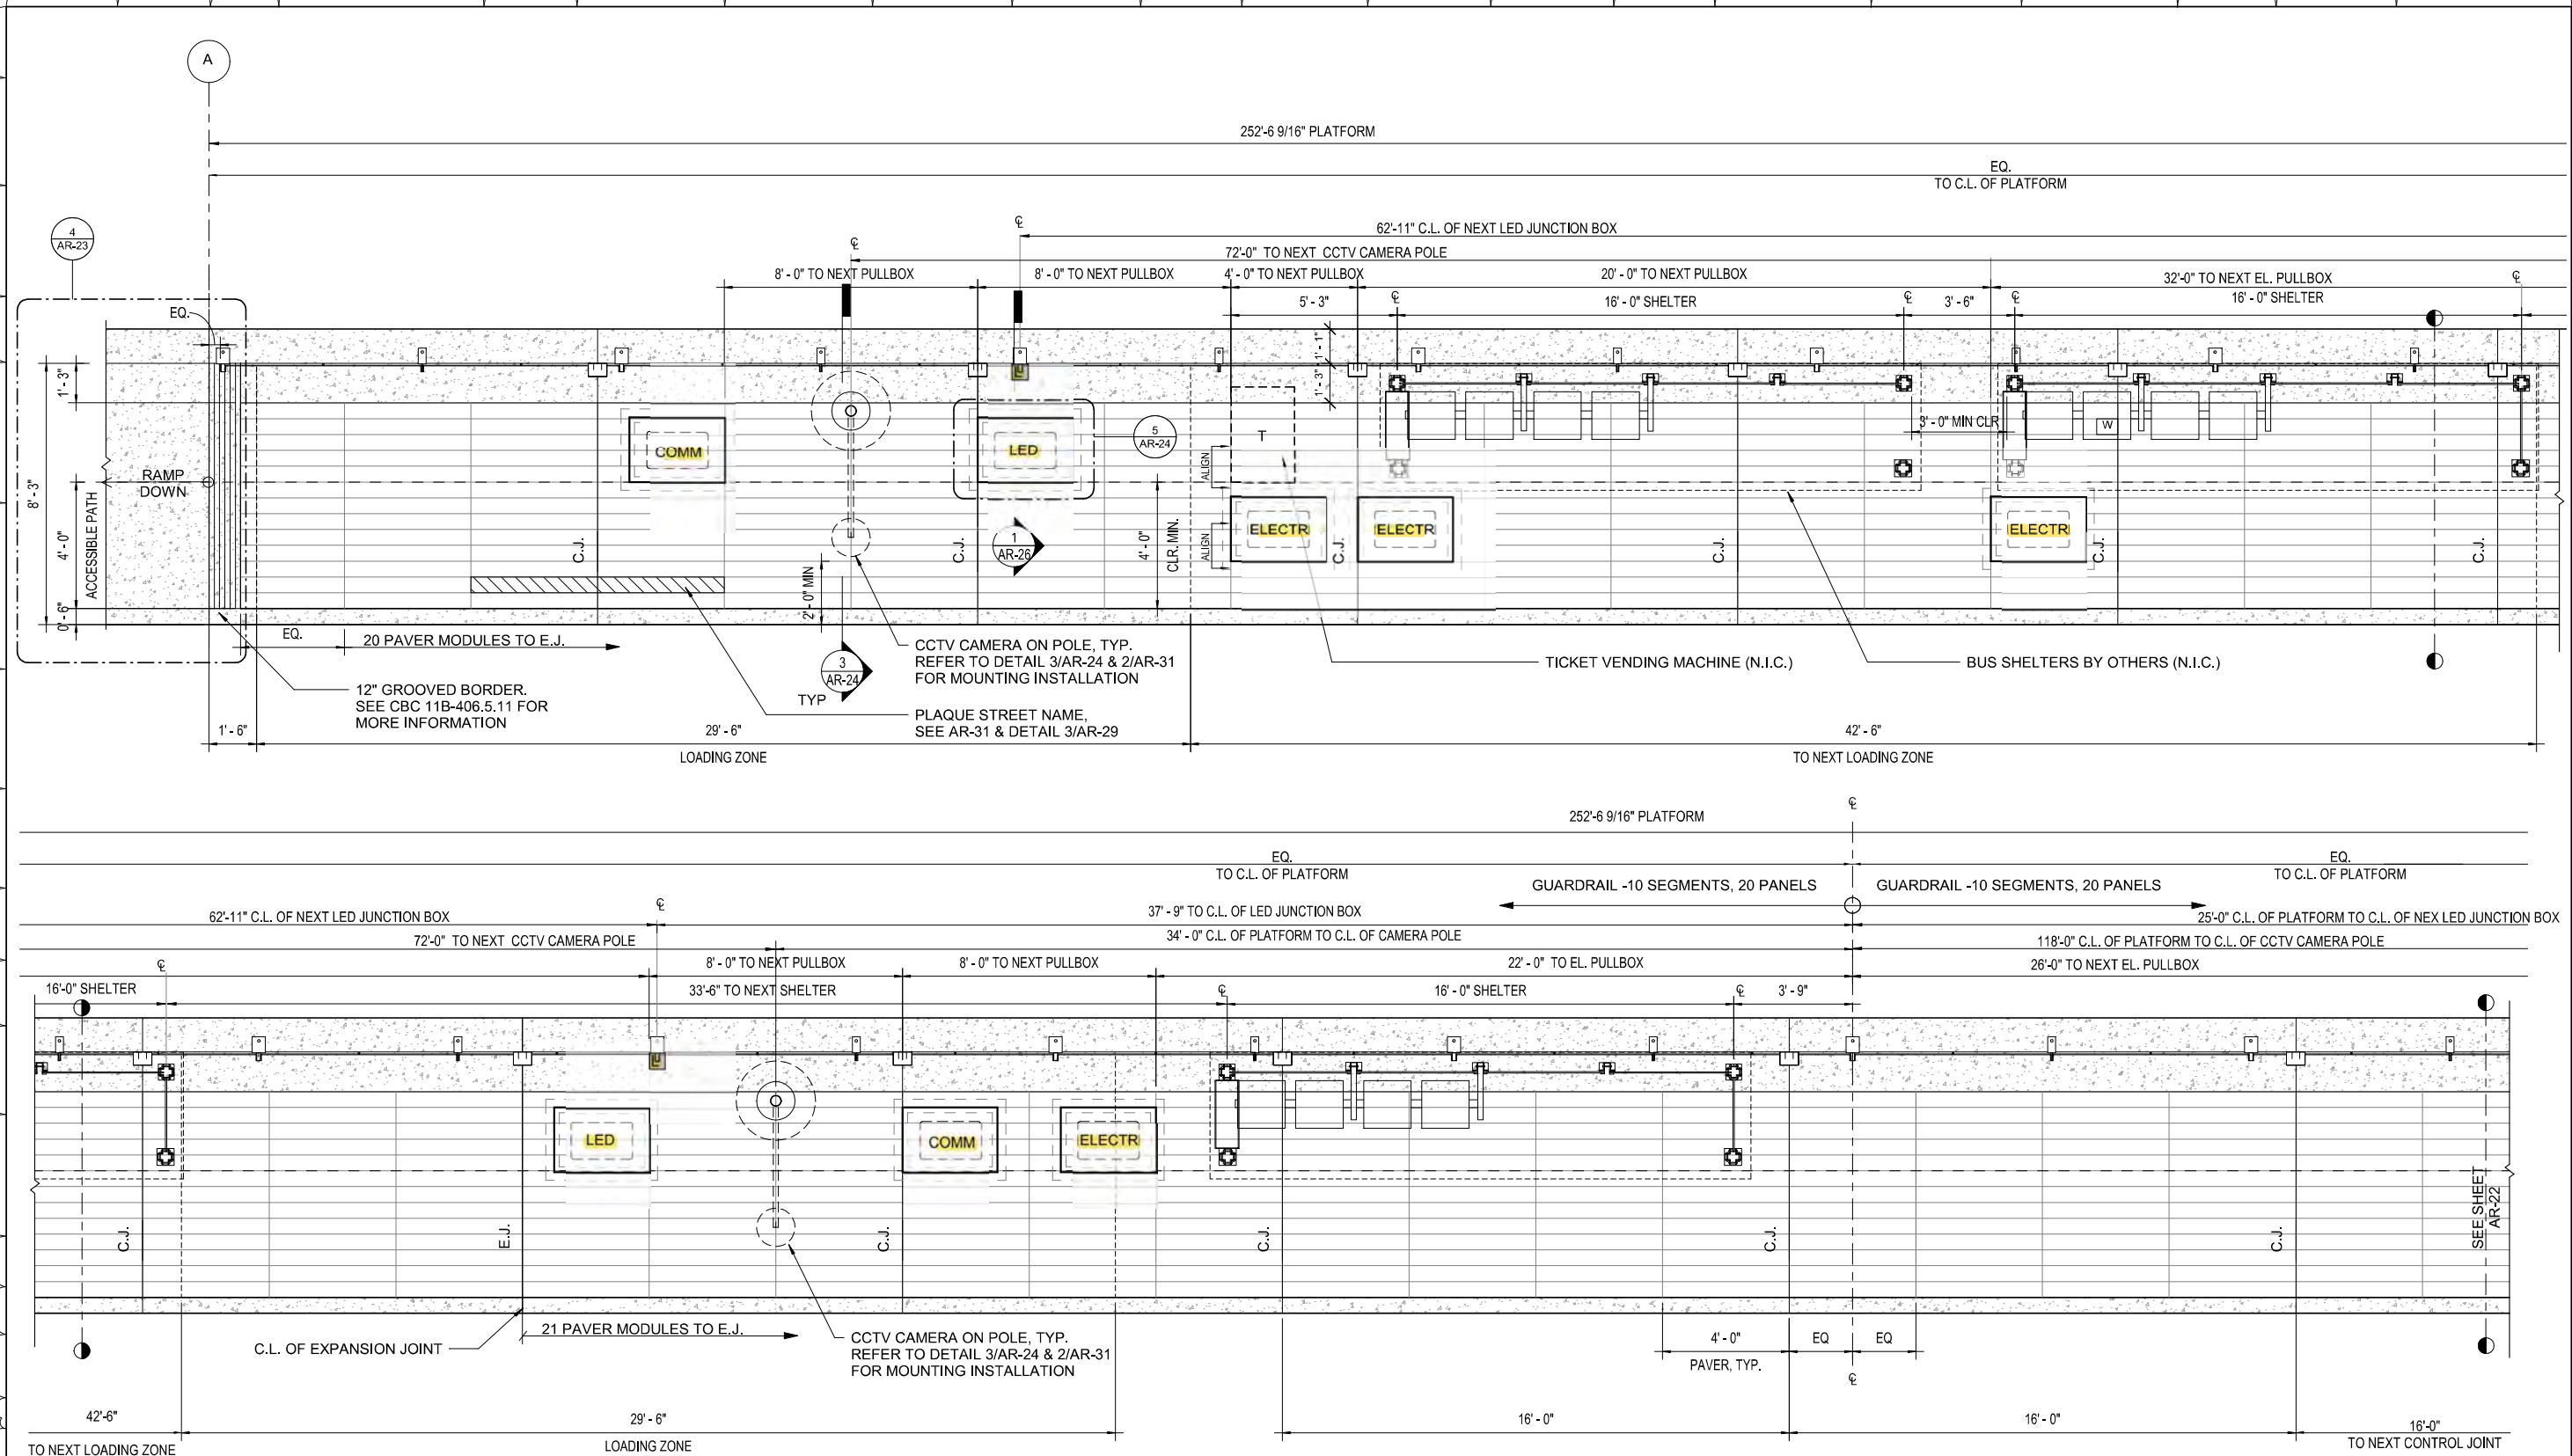 A
252'-6 9/16" PLATFORM
EQ.
TO C.L. OF PLATFORM
4
AR-23
℄
62'-11" C.L. OF NEXT LED JUNCTION BOX
℄
72'-0" TO NEXT CCTV CAMERA POLE
8' - 0" TO NEXT PULLBOX
8' - 0" TO NEXT PULLBOX
4' - 0" TO NEXT PULLBOX
20' - 0" TO NEXT PULLBOX
32'-0" TO NEXT EL. PULLBOX
5' - 3"
℄
16' - 0" SHELTER
℄
3' - 6"
℄
16' - 0" SHELTER
℄
EQ.
1' - 1"
1' - 3"
1' - 3"
8' - 3"
4' - 0"
0' - 6"
ACCESSIBLE PATH
RAMP
DOWN
COMM
LED
5
AR-24
T
3' - 0" MIN CLR
W
ALIGN
ALIGN
ELECTR
ELECTR
ELECTR
C.J.
C.J.
C.J.
C.J.
C.J.
C.J.
1
AR-26
4' - 0"
CLR. MIN.
2' - 0" MIN
EQ.
20 PAVER MODULES TO E.J.
3
AR-24
TYP
CCTV CAMERA ON POLE, TYP.
REFER TO DETAIL 3/AR-24 & 2/AR-31
FOR MOUNTING INSTALLATION
TICKET VENDING MACHINE (N.I.C.)
BUS SHELTERS BY OTHERS (N.I.C.)
12" GROOVED BORDER.
SEE CBC 11B-406.5.11 FOR
MORE INFORMATION
PLAQUE STREET NAME,
SEE AR-31 & DETAIL 3/AR-29
1' - 6"
29' - 6"
LOADING ZONE
42' - 6"
TO NEXT LOADING ZONE
℄
252'-6 9/16" PLATFORM
EQ.
TO C.L. OF PLATFORM
EQ.
TO C.L. OF PLATFORM
GUARDRAIL -10 SEGMENTS, 20 PANELS
GUARDRAIL -10 SEGMENTS, 20 PANELS
62'-11" C.L. OF NEXT LED JUNCTION BOX
℄
37' - 9" TO C.L. OF LED JUNCTION BOX
25'-0" C.L. OF PLATFORM TO C.L. OF NEX LED JUNCTION BOX
72'-0" TO NEXT CCTV CAMERA POLE
34' - 0" C.L. OF PLATFORM TO C.L. OF CAMERA POLE
118'-0" C.L. OF PLATFORM TO C.L. OF CCTV CAMERA POLE
℄
8' - 0" TO NEXT PULLBOX
8' - 0" TO NEXT PULLBOX
22' - 0" TO EL. PULLBOX
26'-0" TO NEXT EL. PULLBOX
16'-0" SHELTER
33'-6" TO NEXT SHELTER
℄
16' - 0" SHELTER
℄
3' - 9"
LED
COMM
ELECTR
C.J.
E.J.
C.J.
C.J.
C.J.
C.J.
SEE SHEET
AR-22
C.L. OF EXPANSION JOINT
21 PAVER MODULES TO E.J.
CCTV CAMERA ON POLE, TYP.
REFER TO DETAIL 3/AR-24 & 2/AR-31
FOR MOUNTING INSTALLATION
4' - 0"
PAVER, TYP.
EQ
EQ
℄
42'-6"
TO NEXT LOADING ZONE
29' - 6"
LOADING ZONE
16' - 0"
16' - 0"
16'-0"
TO NEXT CONTROL JOINT